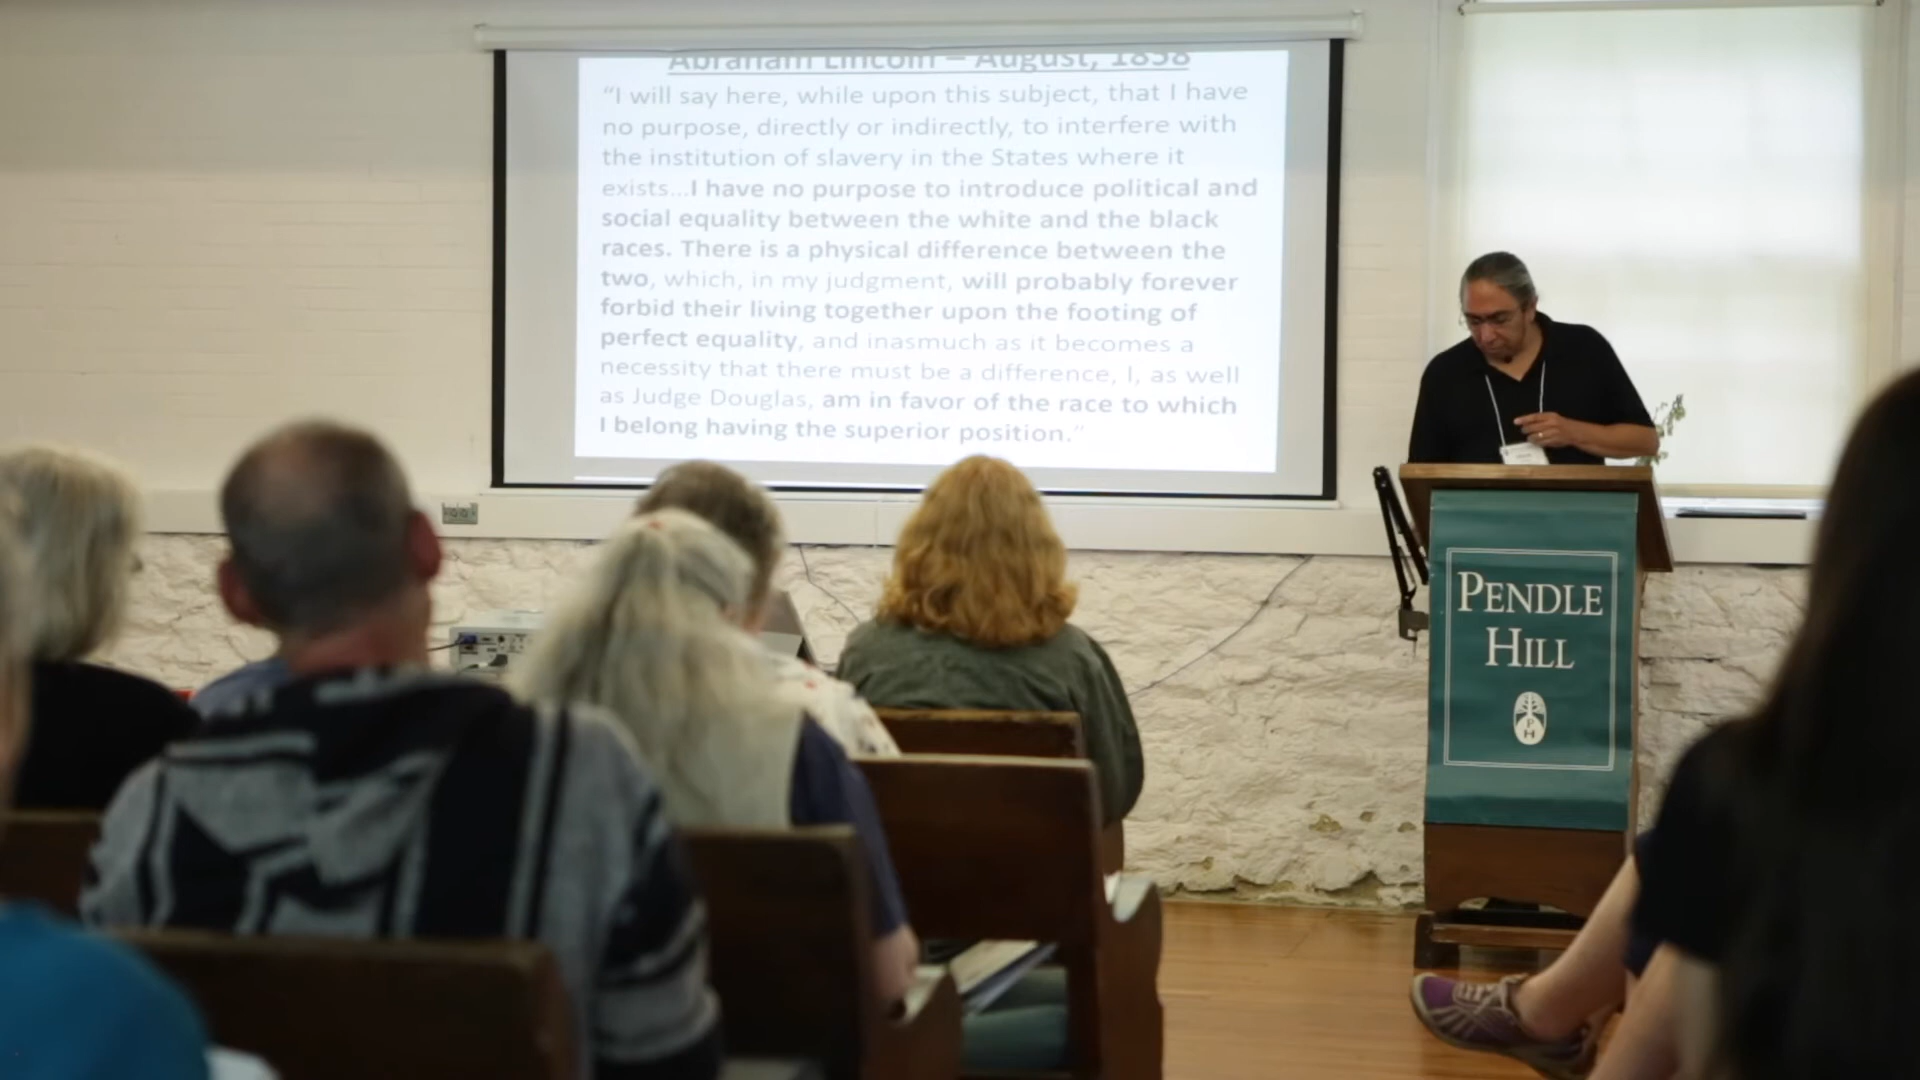 Abraham Lincoln – August, 1858
“I will say here, while upon this subject, that I have
no purpose, directly or indirectly, to interfere with
the institution of slavery in the States where it
exists...I have no purpose to introduce political and
social equality between the white and the black
races. There is a physical difference between the
two, which, in my judgment, will probably forever
forbid their living together upon the footing of
perfect equality, and inasmuch as it becomes a
necessity that there must be a difference, I, as well
as Judge Douglas, am in favor of the race to which
I belong having the superior position.”
PENDLE
HILL
P
H